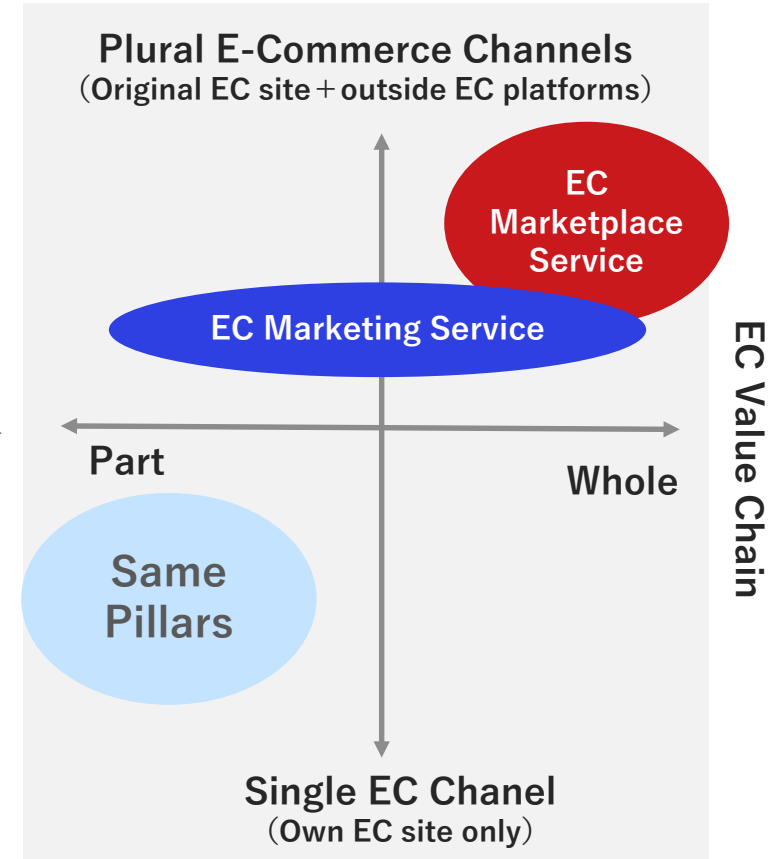 Plural E-Commerce Channels
（Original EC site＋outside EC platforms）
EC
Marketplace
Service
EC Marketing Service
Part
Whole
EC Value Chain
Same
Pillars
Single EC Chanel
（Own EC site only）